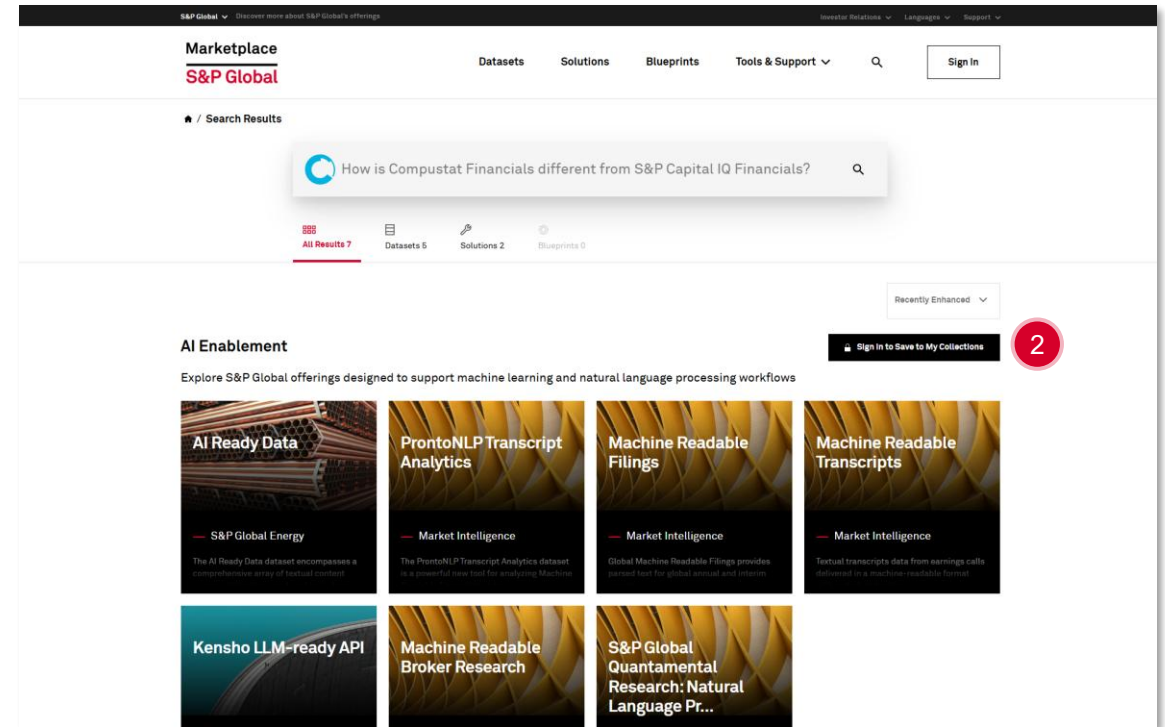 S&P Global Discover more about S&P Global's offerings
Investor Relations Languages Support
Marketplace
S&P Global
Datasets Solutions Blueprints Tools & Support Sign In
/ Search Results
How is Compustat Financials different from S&P Capital IQ Financials?
All Results 7 Datasets 5 Solutions 2 Blueprints 0
Recently Enhanced
AI Enablement
Sign in to Save to My Collections
2
Explore S&P Global offerings designed to support machine learning and natural language processing workflows
AI Ready Data
— S&P Global Energy
The AI Ready Data dataset encompasses a
comprehensive array of textual content
ProntoNLP Transcript
Analytics
— Market Intelligence
The ProntoNLP Transcript Analytics dataset
is a powerful new tool for analyzing Machine
Machine Readable
Filings
— Market Intelligence
Global Machine Readable Filings provides
parsed text for global annual and interim
Machine Readable
Transcripts
— Market Intelligence
Textual transcripts data from earnings calls
delivered in a machine-readable format
Kensho LLM-ready API
Machine Readable
Broker Research
S&P Global
Quantamental
Research: Natural
Language Pr...